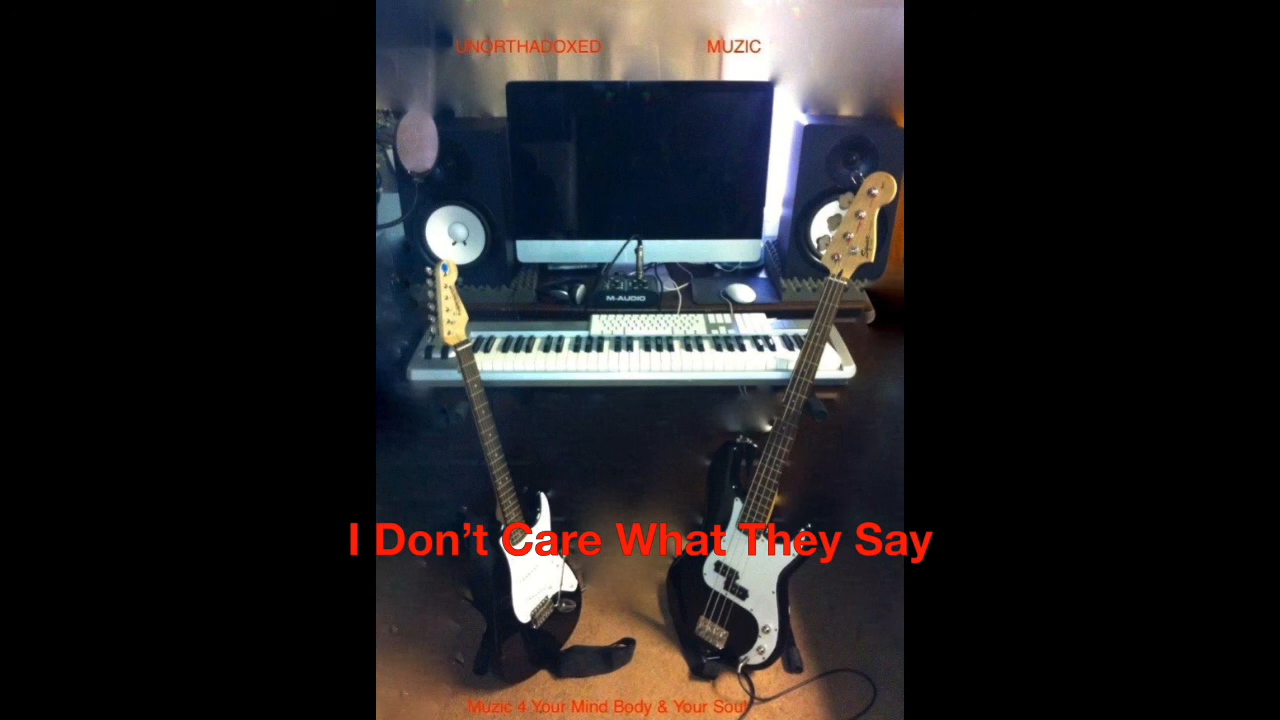 UNORTHADOXED MUZIC
M-AUDIO
I Don't Care What They Say
Muzic 4 Your Mind Body & Your Soul